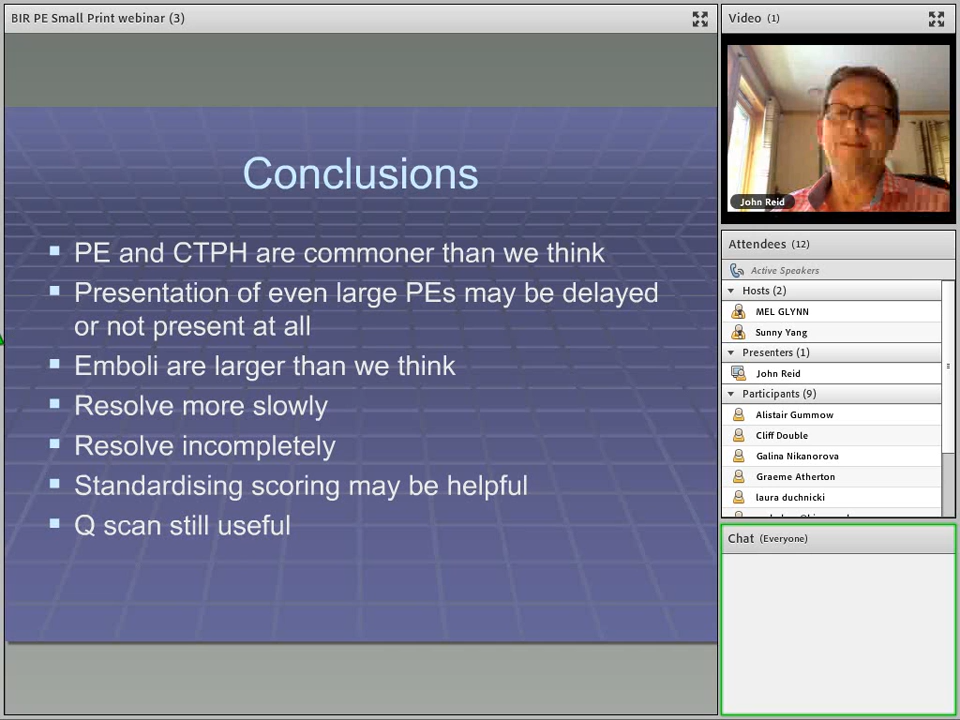 BIR PE Small Print webinar (3)
Conclusions
PE and CTPH are commoner than we think
Presentation of even large PEs may be delayed
or not present at all
Emboli are larger than we think
Resolve more slowly
Resolve incompletely
Standardising scoring may be helpful
Q scan still useful
Video (1)
John Reid
Attendees (12)
Active Speakers
Hosts (2)
MEL GLYNN
Sunny Yang
Presenters (1)
John Reid
Participants (9)
Alistair Gummow
Cliff Double
Galina Nikanorova
Graeme Atherton
laura duchnicki
Chat (Everyone)